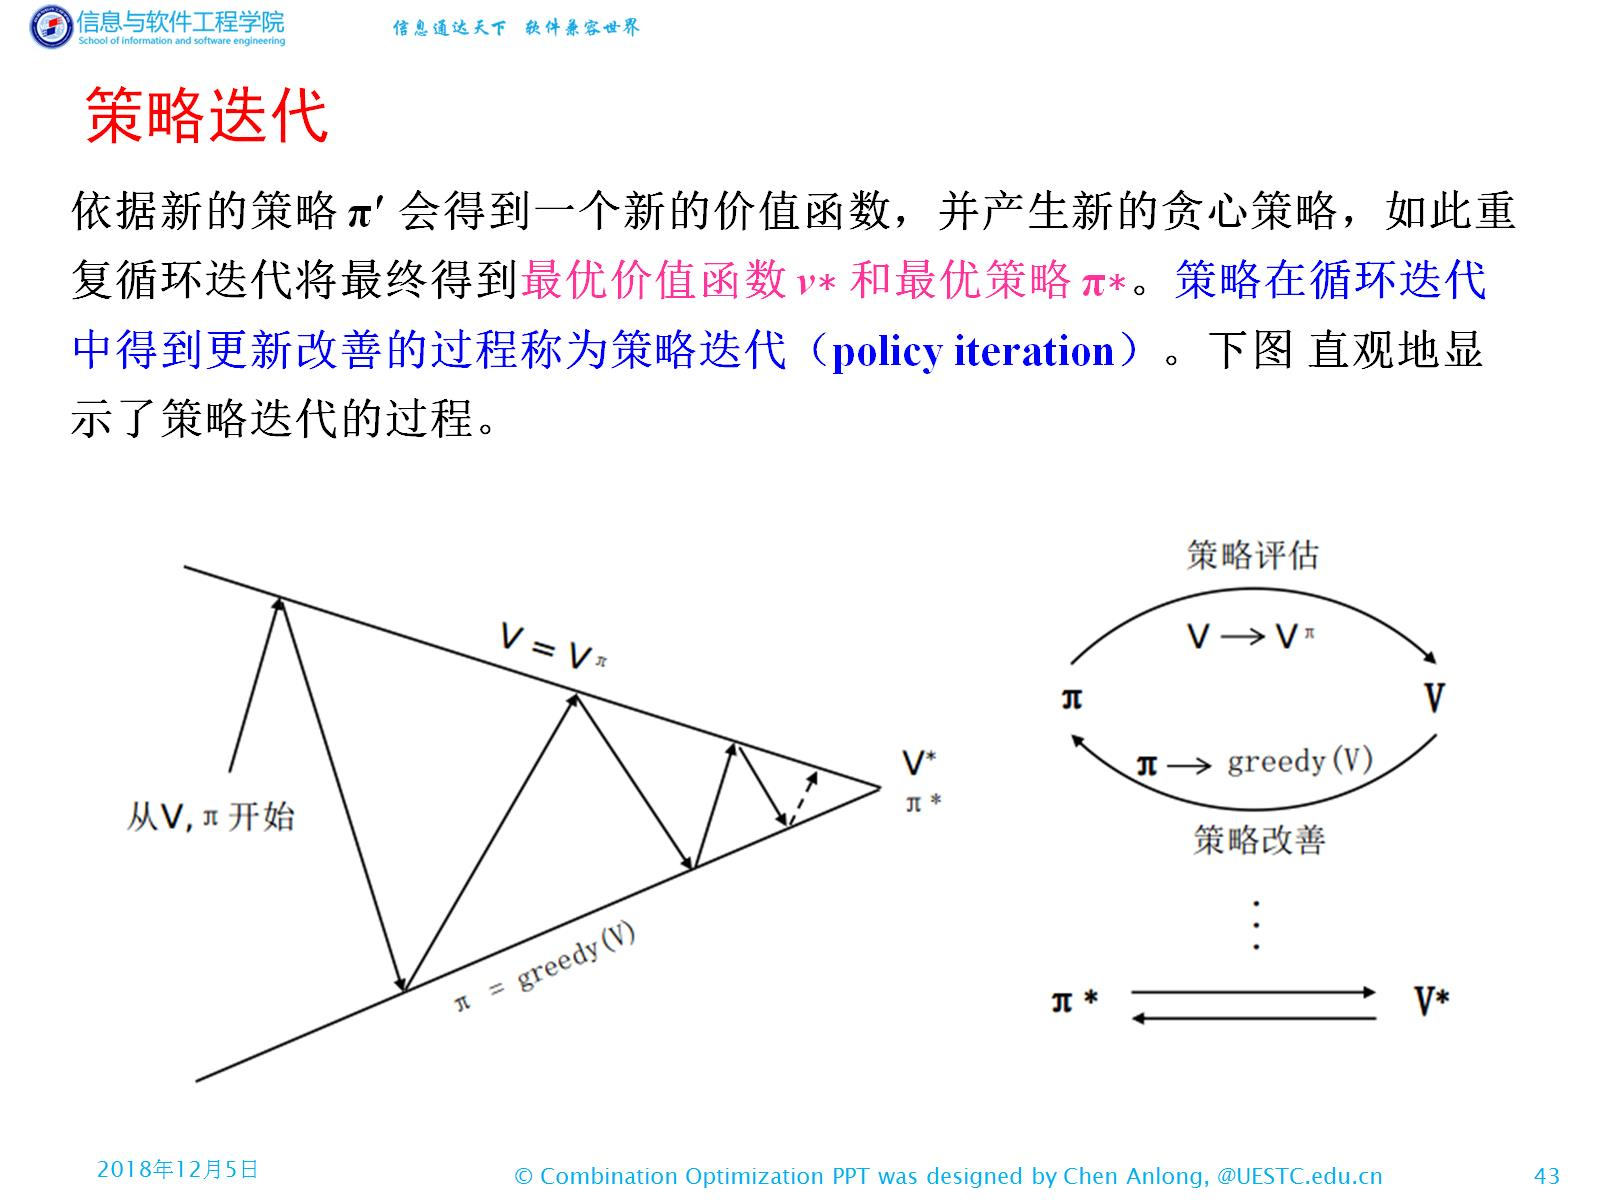 信息与软件工程学院
School of information and software engineering
信息通达天下 软件兼容世界
策略迭代
依据新的策略 π′ 会得到一个新的价值函数，并产生新的贪心策略，如此重
复循环迭代将最终得到最优价值函数 v∗ 和最优策略 π∗。策略在循环迭代
中得到更新改善的过程称为策略迭代（policy iteration）。下图 直观地显
示了策略迭代的过程。
V = Vπ
从V, π 开始
V*
π *
π = greedy(V)
策略评估
V → Vπ
π
V
π → greedy(V)
策略改善
⋮
π *
V*
2018年12月5日
© Combination Optimization PPT was designed by Chen Anlong, @UESTC.edu.cn
43